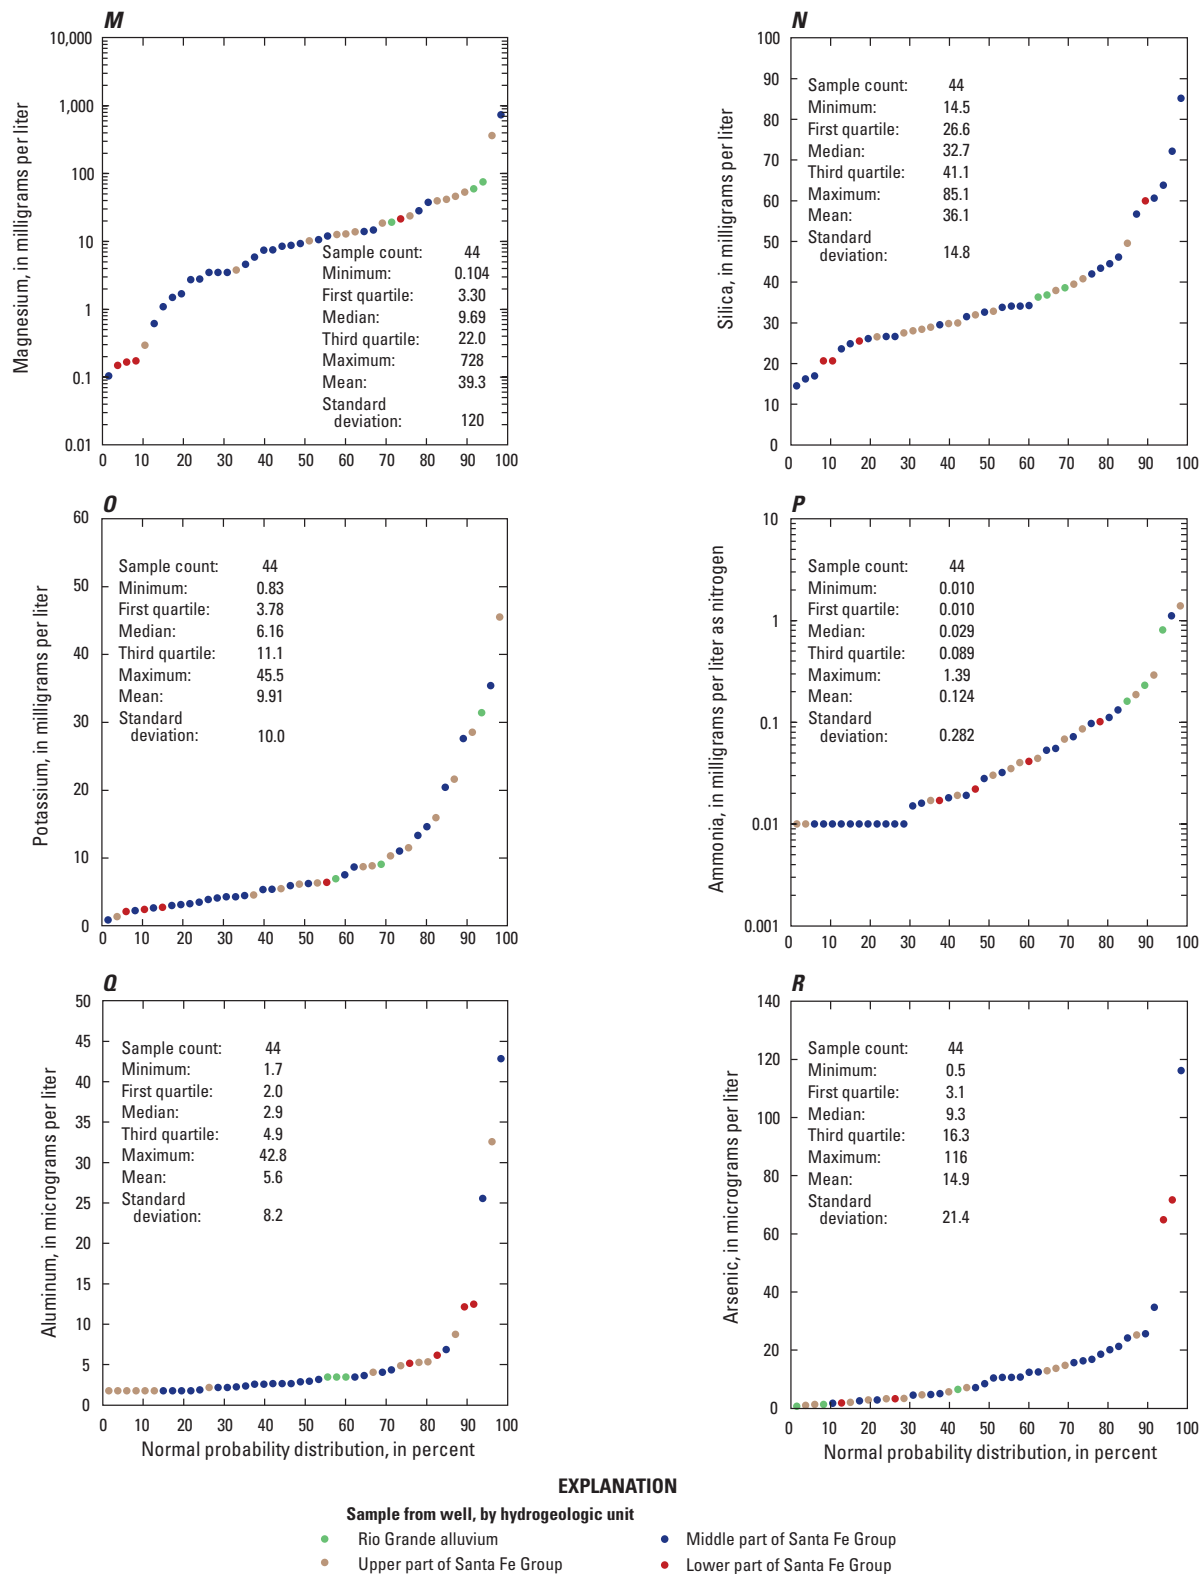 M
10,000
1,000
100
10
1
0.1
0.01
Magnesium, in milligrams per liter
Sample count: 44
Minimum: 0.104
First quartile: 3.30
Median: 9.69
Third quartile: 22.0
Maximum: 728
Mean: 39.3
Standard
deviation: 120
0 10 20 30 40 50 60 70 80 90 100
N
100
90
80
70
60
50
40
30
20
10
0
Silica, in milligrams per liter
Sample count: 44
Minimum: 14.5
First quartile: 26.6
Median: 32.7
Third quartile: 41.1
Maximum: 85.1
Mean: 36.1
Standard
deviation: 14.8
0 10 20 30 40 50 60 70 80 90 100
O
60
50
40
30
20
10
0
Potassium, in milligrams per liter
Sample count: 44
Minimum: 0.83
First quartile: 3.78
Median: 6.16
Third quartile: 11.1
Maximum: 45.5
Mean: 9.91
Standard
deviation: 10.0
0 10 20 30 40 50 60 70 80 90 100
P
10
1
0.1
0.01
0.001
Ammonia, in milligrams per liter as nitrogen
Sample count: 44
Minimum: 0.010
First quartile: 0.010
Median: 0.029
Third quartile: 0.089
Maximum: 1.39
Mean: 0.124
Standard
deviation: 0.282
0 10 20 30 40 50 60 70 80 90 100
Q
50
45
40
35
30
25
20
15
10
5
0
Aluminum, in micrograms per liter
Sample count: 44
Minimum: 1.7
First quartile: 2.0
Median: 2.9
Third quartile: 4.9
Maximum: 42.8
Mean: 5.6
Standard
deviation: 8.2
0 10 20 30 40 50 60 70 80 90 100
Normal probability distribution, in percent
R
140
120
100
80
60
40
20
0
Arsenic, in micrograms per liter
Sample count: 44
Minimum: 0.5
First quartile: 3.1
Median: 9.3
Third quartile: 16.3
Maximum: 116
Mean: 14.9
Standard
deviation: 21.4
0 10 20 30 40 50 60 70 80 90 100
Normal probability distribution, in percent
EXPLANATION
Sample from well, by hydrogeologic unit
Rio Grande alluvium
Upper part of Santa Fe Group
Middle part of Santa Fe Group
Lower part of Santa Fe Group